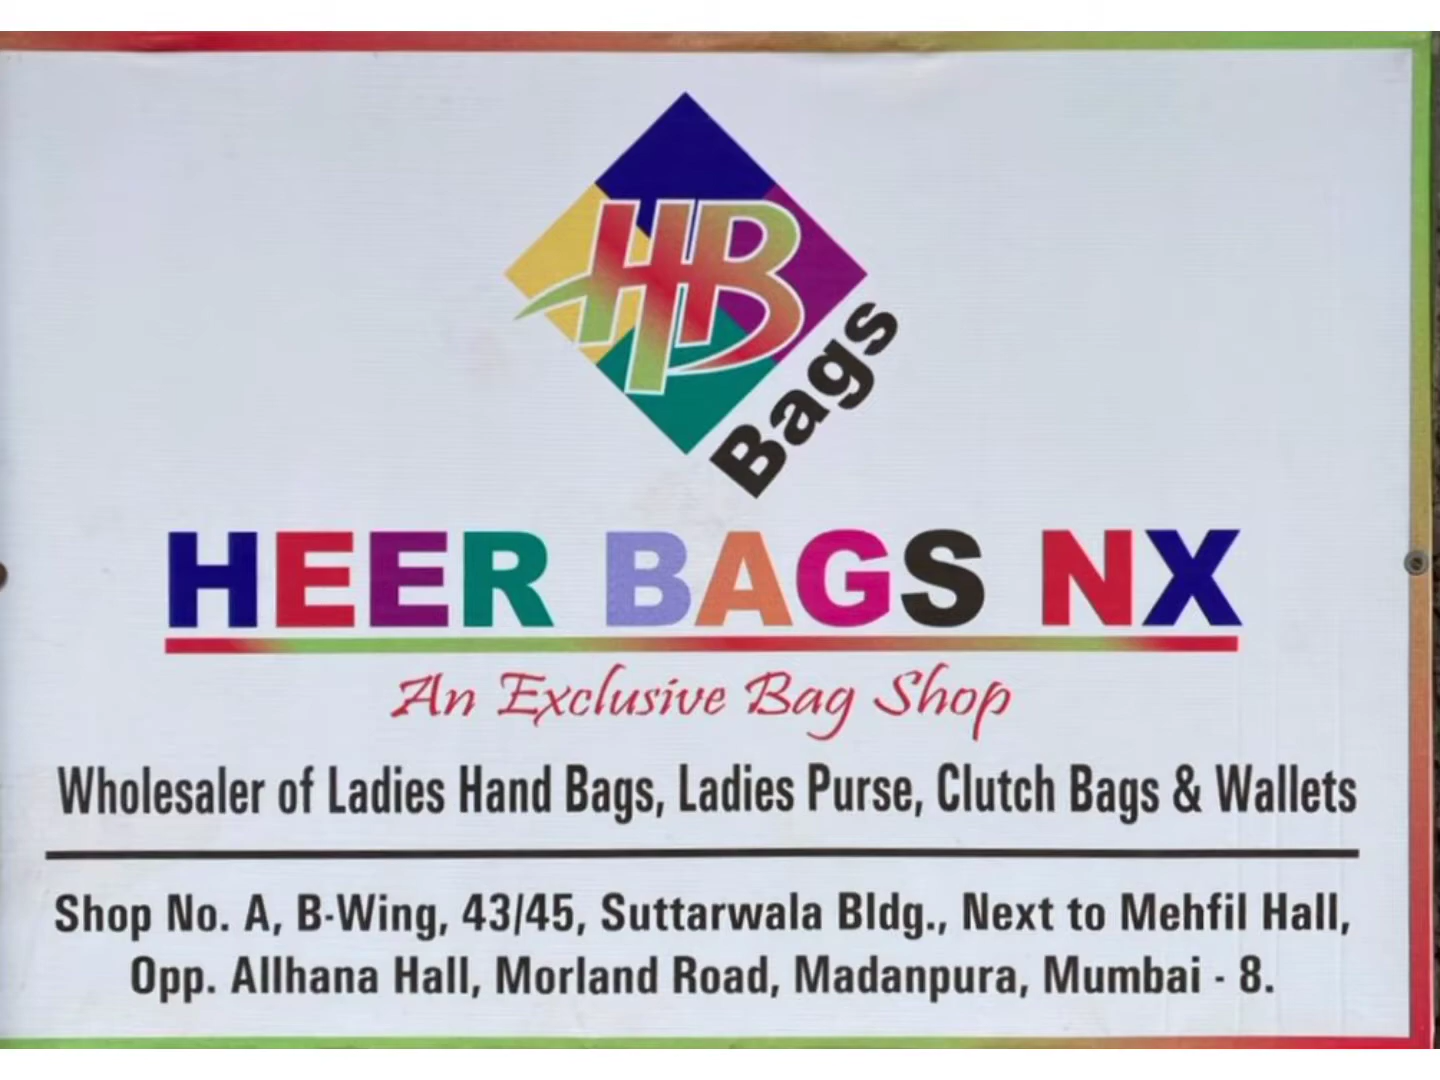 HB
Bags
HEER BAGS NX
An Exclusive Bag Shop
Wholesaler of Ladies Hand Bags, Ladies Purse, Clutch Bags & Wallets
Shop No. A, B-Wing, 43/45, Suttarwala Bldg., Next to Mehfil Hall,
Opp. Allhana Hall, Morland Road, Madanpura, Mumbai - 8.